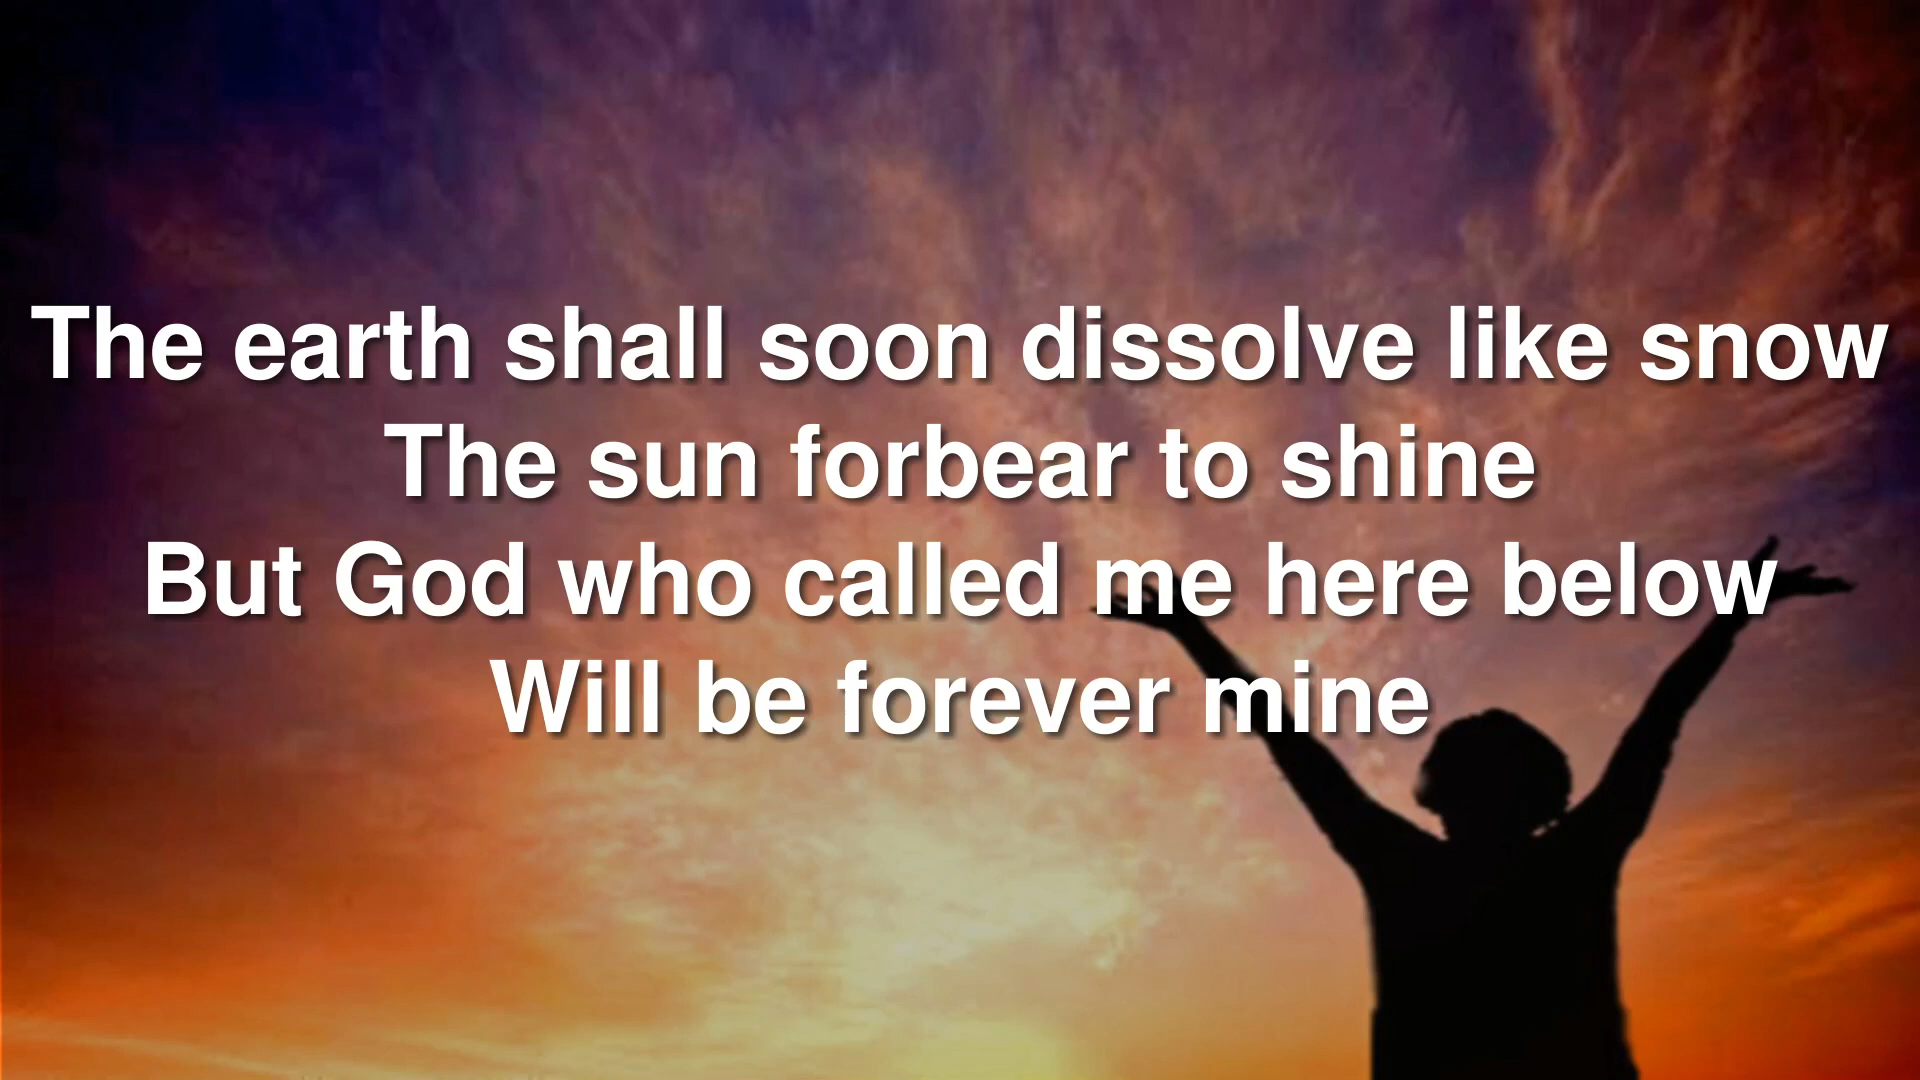 The earth shall soon dissolve like snow
The sun forbear to shine
But God who called me here below
Will be forever mine